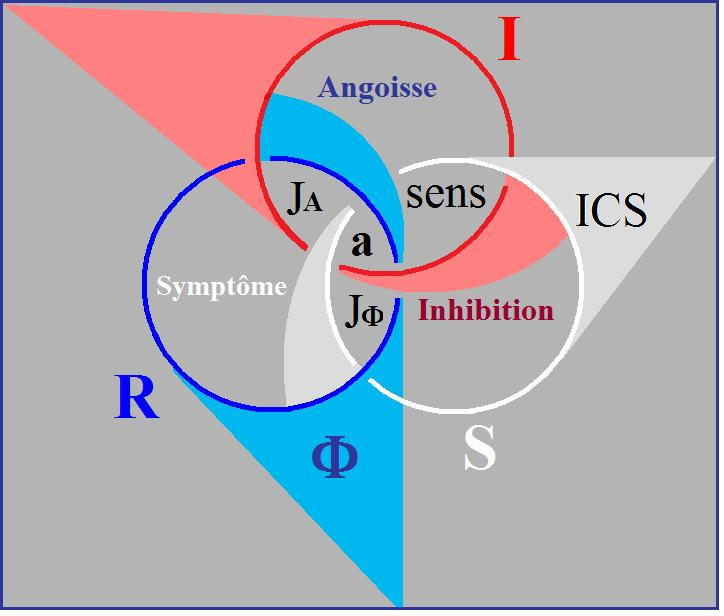 I
Angoisse
JA
sens
ICS
a
Symptôme
JΦ
Inhibition
R
Φ
S